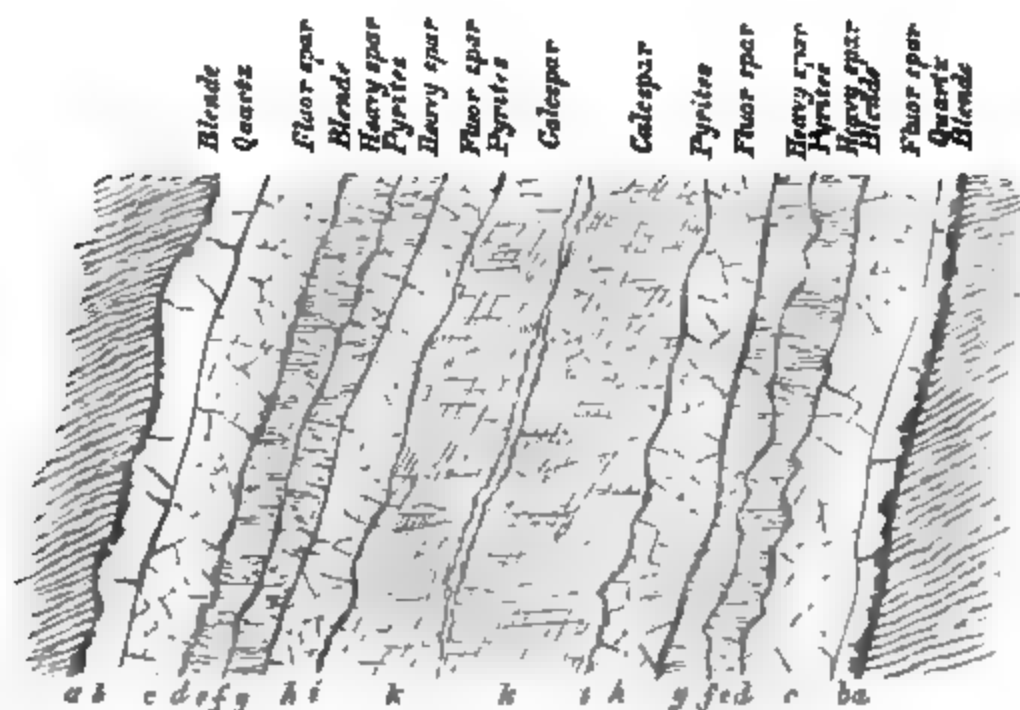 Blende
Quartz
Fluor spar
Blende
Heavy spar
Pyrites
Heavy spar
Fluor spar
Pyrites
Calcspar
Calcspar
Pyrites
Fluor spar
Heavy spar
Pyrites
Heavy spar
Blende
Fluor spar
Quartz
Blende
a b c d e f g h i k k i h g f e d c b a